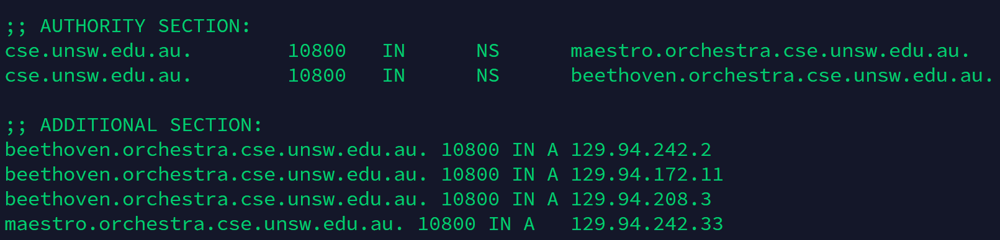 ;; AUTHORITY SECTION:
cse.unsw.edu.au.        10800   IN      NS      maestro.orchestra.cse.unsw.edu.au.
cse.unsw.edu.au.        10800   IN      NS      beethoven.orchestra.cse.unsw.edu.au.

;; ADDITIONAL SECTION:
beethoven.orchestra.cse.unsw.edu.au. 10800 IN A 129.94.242.2
beethoven.orchestra.cse.unsw.edu.au. 10800 IN A 129.94.172.11
beethoven.orchestra.cse.unsw.edu.au. 10800 IN A 129.94.208.3
maestro.orchestra.cse.unsw.edu.au. 10800 IN A   129.94.242.33